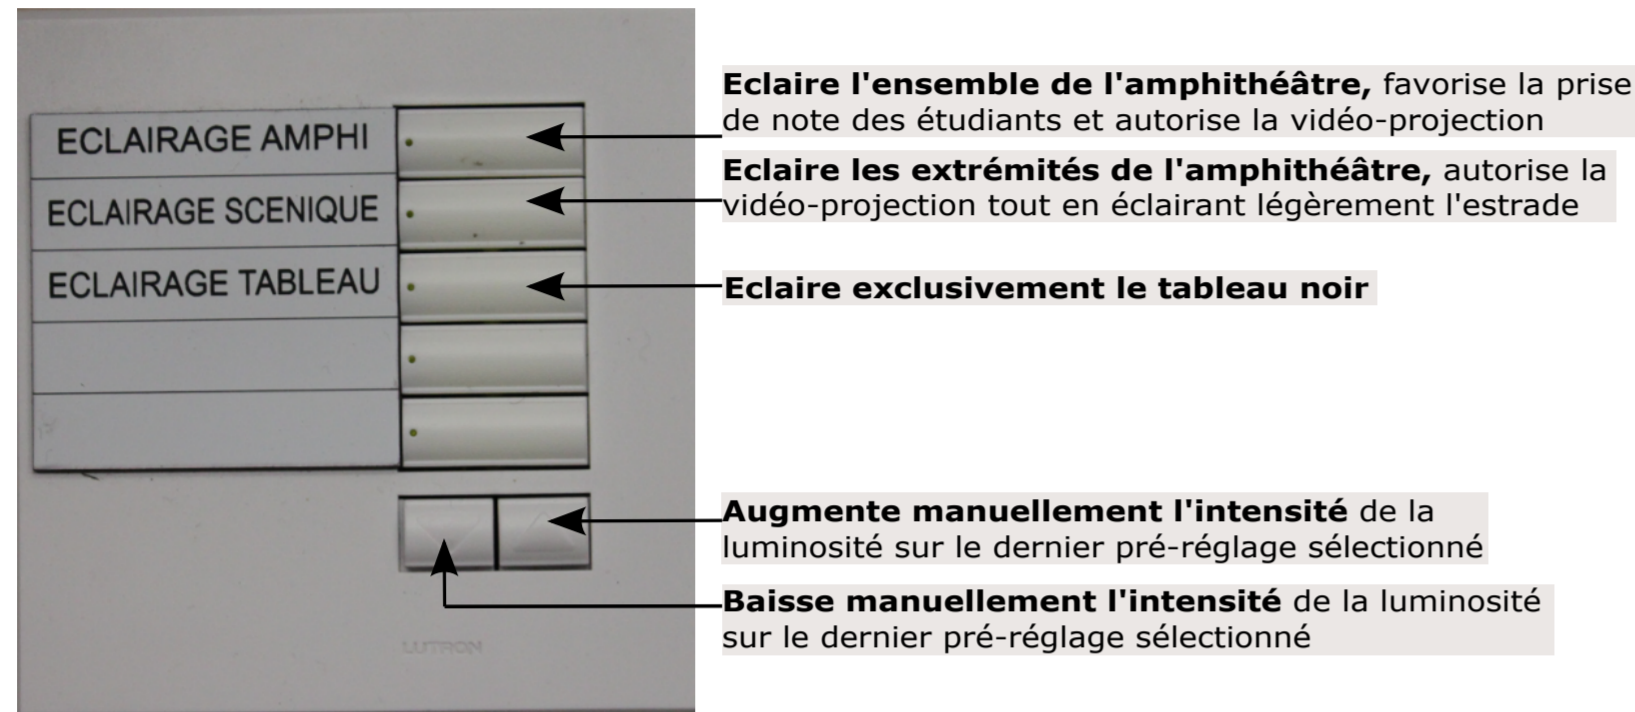 ECLAIRAGE AMPHI
ECLAIRAGE SCENIQUE
ECLAIRAGE TABLEAU
LUTRON
Eclaire l'ensemble de l'amphithéâtre, favorise la prise
de note des étudiants et autorise la vidéo-projection
Eclaire les extrémités de l'amphithéâtre, autorise la
vidéo-projection tout en éclairant légèrement l'estrade
Eclaire exclusivement le tableau noir
Augmente manuellement l'intensité de la
luminosité sur le dernier pré-réglage sélectionné
Baisse manuellement l'intensité de la luminosité
sur le dernier pré-réglage sélectionné